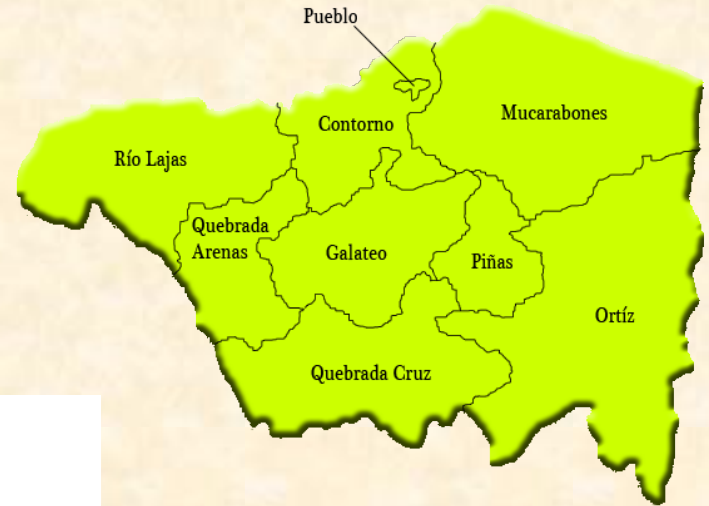 Pueblo
Mucarabones
Contorno
Río Lajas
Quebrada
Arenas
Galateo
Piñas
Ortíz
Quebrada Cruz